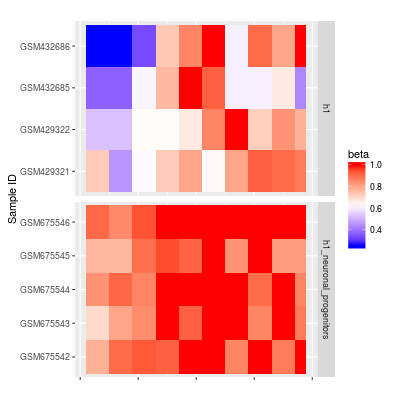 GSM432686
GSM432685
GSM429322
GSM429321
h1
GSM675546
GSM675545
GSM675544
GSM675543
GSM675542
h1_neuronal_progenitors
Sample ID
beta
1.0
0.8
0.6
0.4